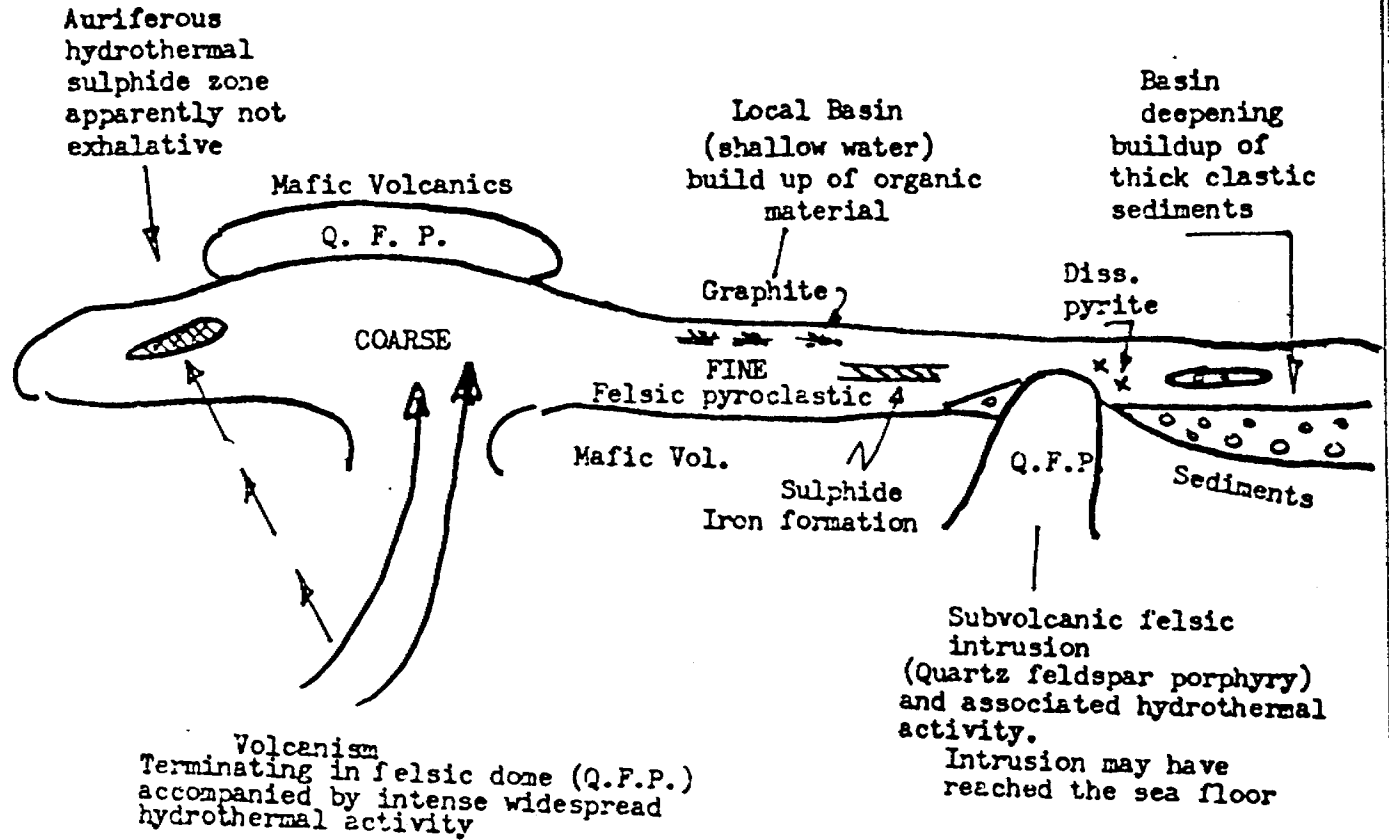 Auriferous
hydrothermal
sulphide zone
apparently not
exhalative
Mafic Volcanics
Q. F. P.
Local Basin
(shallow water)
build up of organic
material
Basin
deepening
buildup of
thick clastic
sediments
Graphite
Diss.
pyrite
COARSE
FINE
Felsic pyroclastic
Mafic Vol.
Sulphide
Iron formation
Q.F.P.
Sediments
Subvolcanic felsic
intrusion
(Quartz feldspar porphyry)
and associated hydrothermal
activity.
Intrusion may have
reached the sea floor
Volcanism
Terminating in felsic dome (Q.F.P.)
accompanied by intense widespread
hydrothermal activity